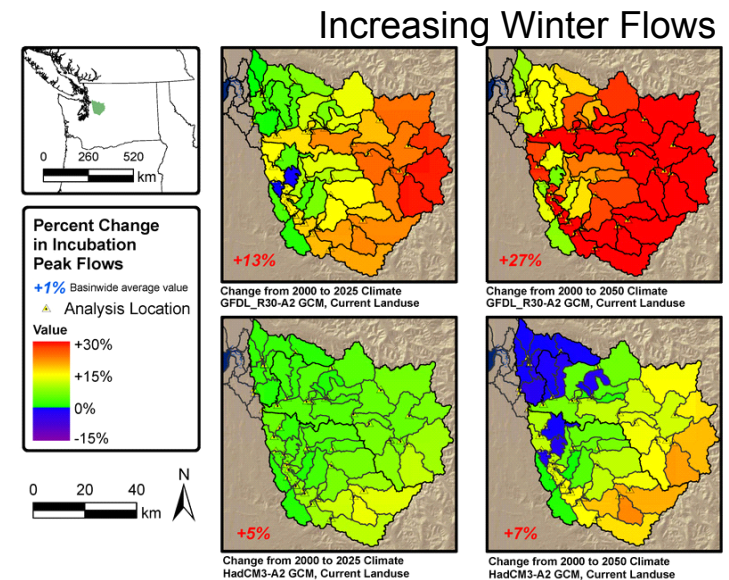 Increasing Winter Flows
0 260 520
km
Percent Change
in Incubation
Peak Flows
+1% Basinwide average value
Analysis Location
Value
+30%
+15%
0%
-15%
N
0 20 40
km
+13%
Change from 2000 to 2025 Climate
GFDL_R30-A2 GCM, Current Landuse
+27%
Change from 2000 to 2050 Climate
GFDL_R30-A2 GCM, Current Landuse
+5%
Change from 2000 to 2025 Climate
HadCM3-A2 GCM, Current Landuse
+7%
Change from 2000 to 2050 Climate
HadCM3-A2 GCM, Current Landuse